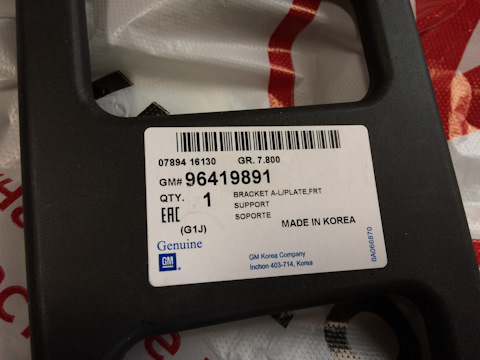 07894 16130 GR. 7.800
GM# 96419891
QTY. 1 BRACKET A-L/PLATE,FRT
SUPPORT
EAC SOPORTE
(G1J) MADE IN KOREA
Genuine
GM
GM Korea Company
Inchon 403-714, Korea
0A066870